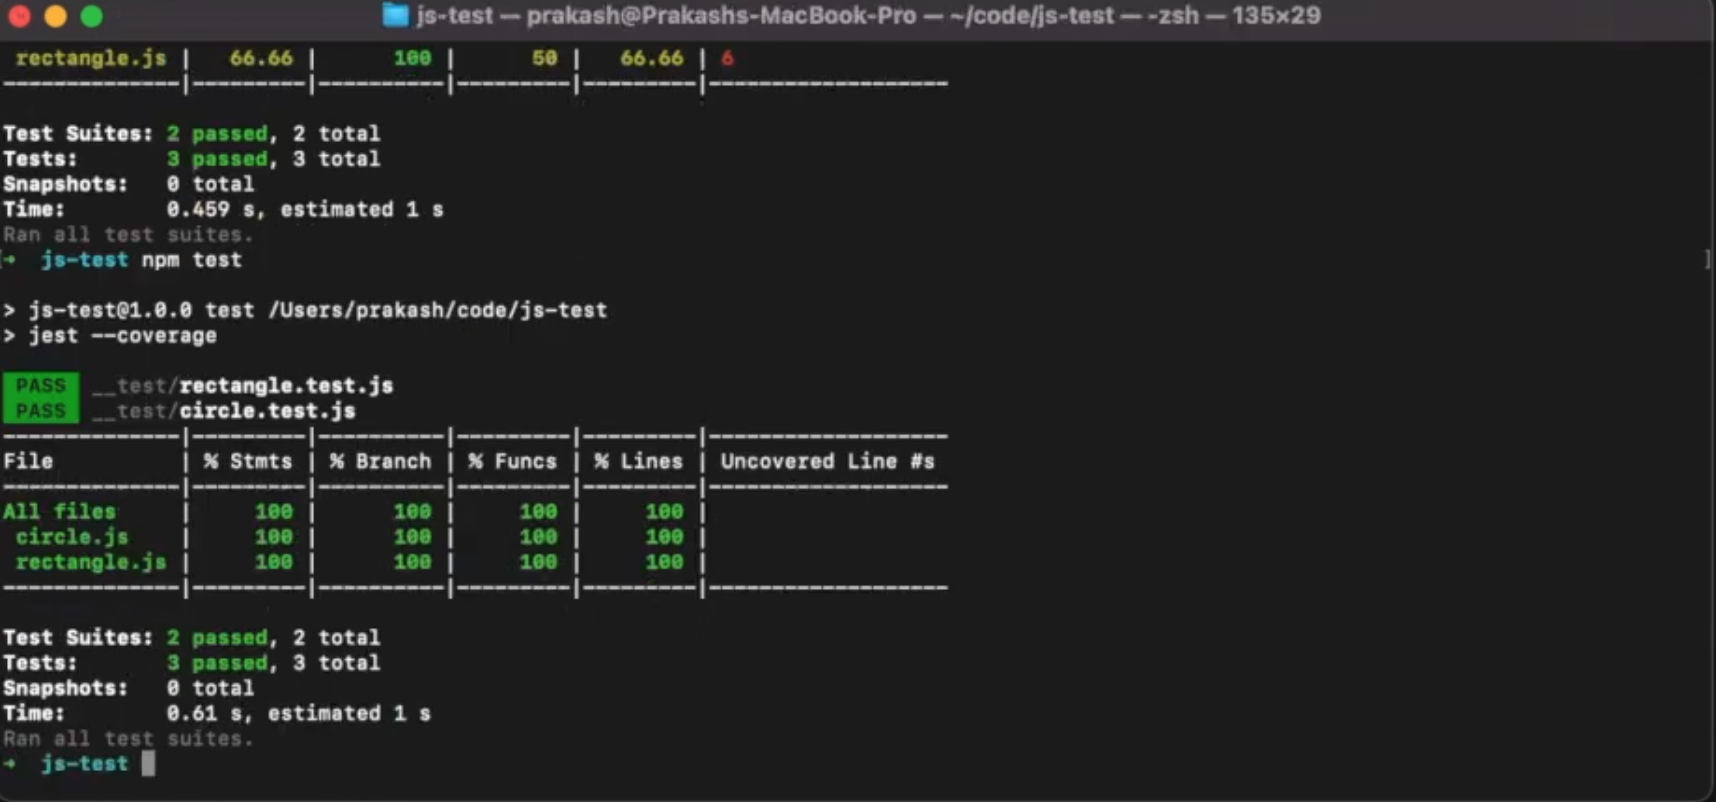 js-test — prakash@Prakashs-MacBook-Pro — ~/code/js-test — -zsh — 135×29
 rectangle.js |   66.66 |      100 |      50 |   66.66 | 6
--------------|---------|----------|---------|---------|-------------------
Test Suites: 2 passed, 2 total
Tests:       3 passed, 3 total
Snapshots:   0 total
Time:        0.459 s, estimated 1 s
Ran all test suites.
[➜  js-test npm test ]
> js-test@1.0.0 test /Users/prakash/code/js-test
> jest --coverage
PASS __test/rectangle.test.js
PASS __test/circle.test.js
--------------|---------|----------|---------|---------|-------------------
File          | % Stmts | % Branch | % Funcs | % Lines | Uncovered Line #s
--------------|---------|----------|---------|---------|-------------------
All files     |     100 |      100 |     100 |     100 |
 circle.js    |     100 |      100 |     100 |     100 |
 rectangle.js |     100 |      100 |     100 |     100 |
--------------|---------|----------|---------|---------|-------------------
Test Suites: 2 passed, 2 total
Tests:       3 passed, 3 total
Snapshots:   0 total
Time:        0.61 s, estimated 1 s
Ran all test suites.
➜  js-test